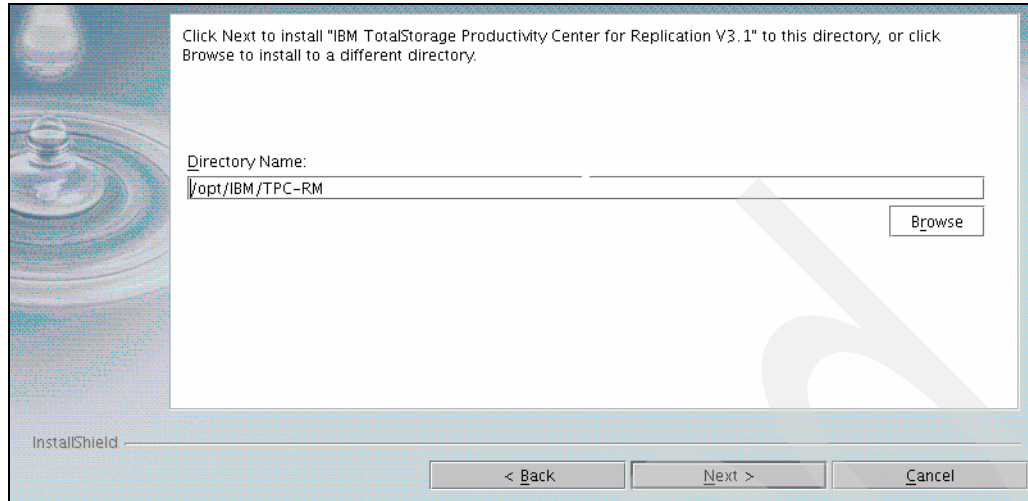 Click Next to install "IBM TotalStorage Productivity Center for Replication V3.1" to this directory, or click
Browse to install to a different directory.
Directory Name:
/opt/IBM/TPC-RM
Browse
InstallShield
< Back
Next >
Cancel